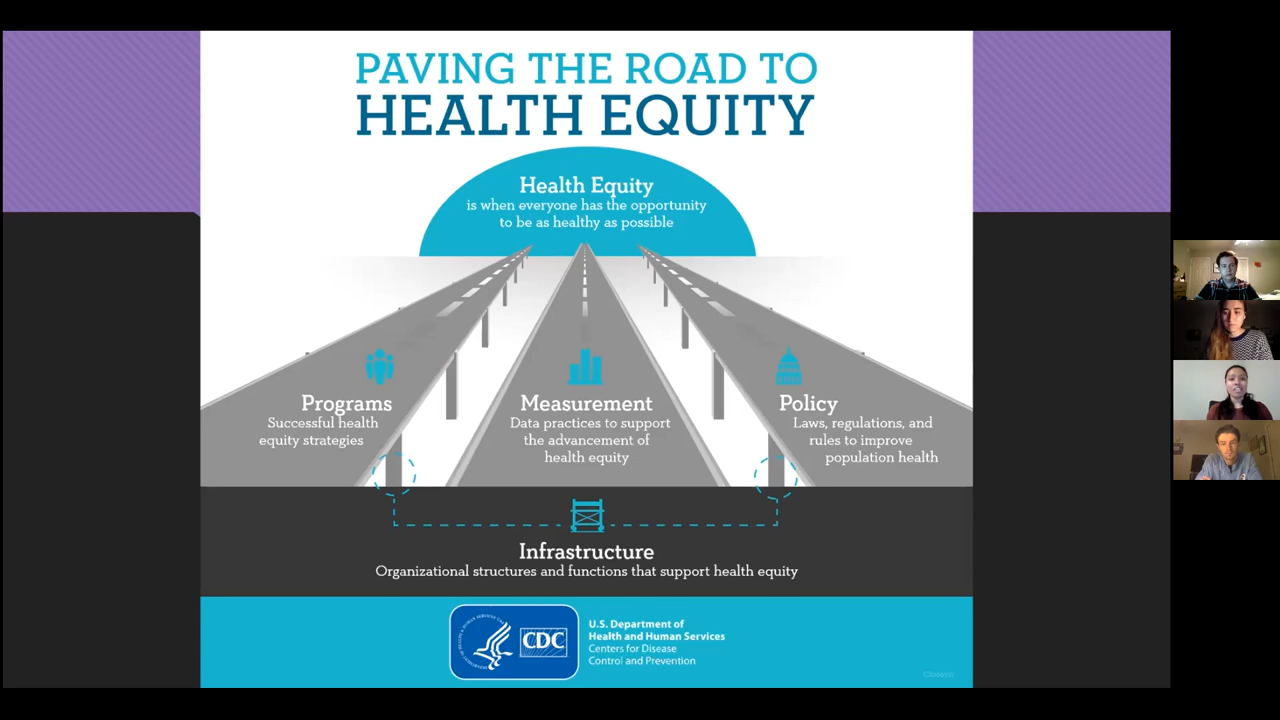 PAVING THE ROAD TO
HEALTH EQUITY
Health Equity
is when everyone has the opportunity
to be as healthy as possible
Programs
Successful health
equity strategies
Measurement
Data practices to support
the advancement of
health equity
Policy
Laws, regulations, and
rules to improve
population health
Infrastructure
Organizational structures and functions that support health equity
CDC
U.S. Department of
Health and Human Services
Centers for Disease
Control and Prevention